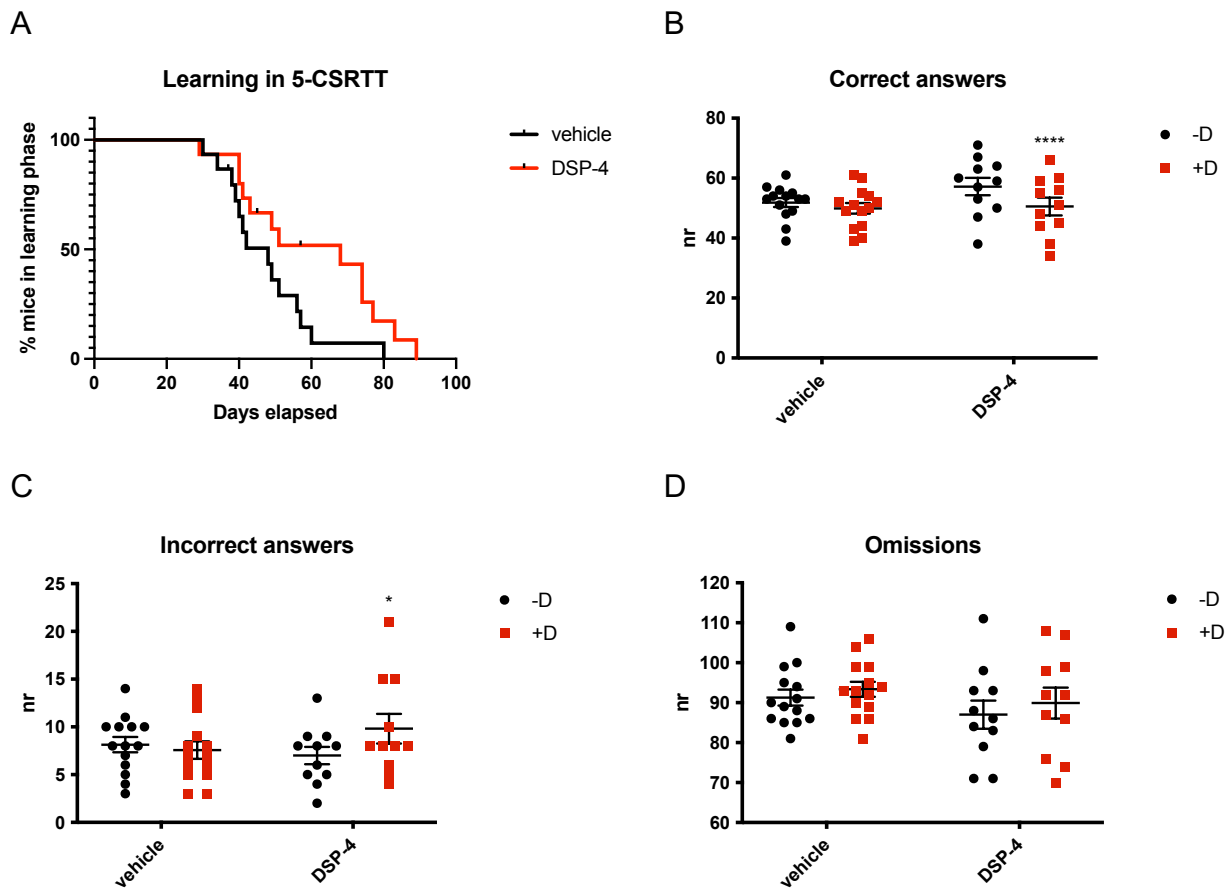 A
Learning in 5-CSRTT
% mice in learning phase
100
50
0
0
20
40
60
80
100
Days elapsed
vehicle
DSP-4
B
Correct answers
nr
80
60
40
20
0
****
vehicle
DSP-4
-D
+D
C
Incorrect answers
nr
25
20
15
10
5
0
*
vehicle
DSP-4
-D
+D
D
Omissions
nr
120
110
100
90
80
70
60
vehicle
DSP-4
-D
+D